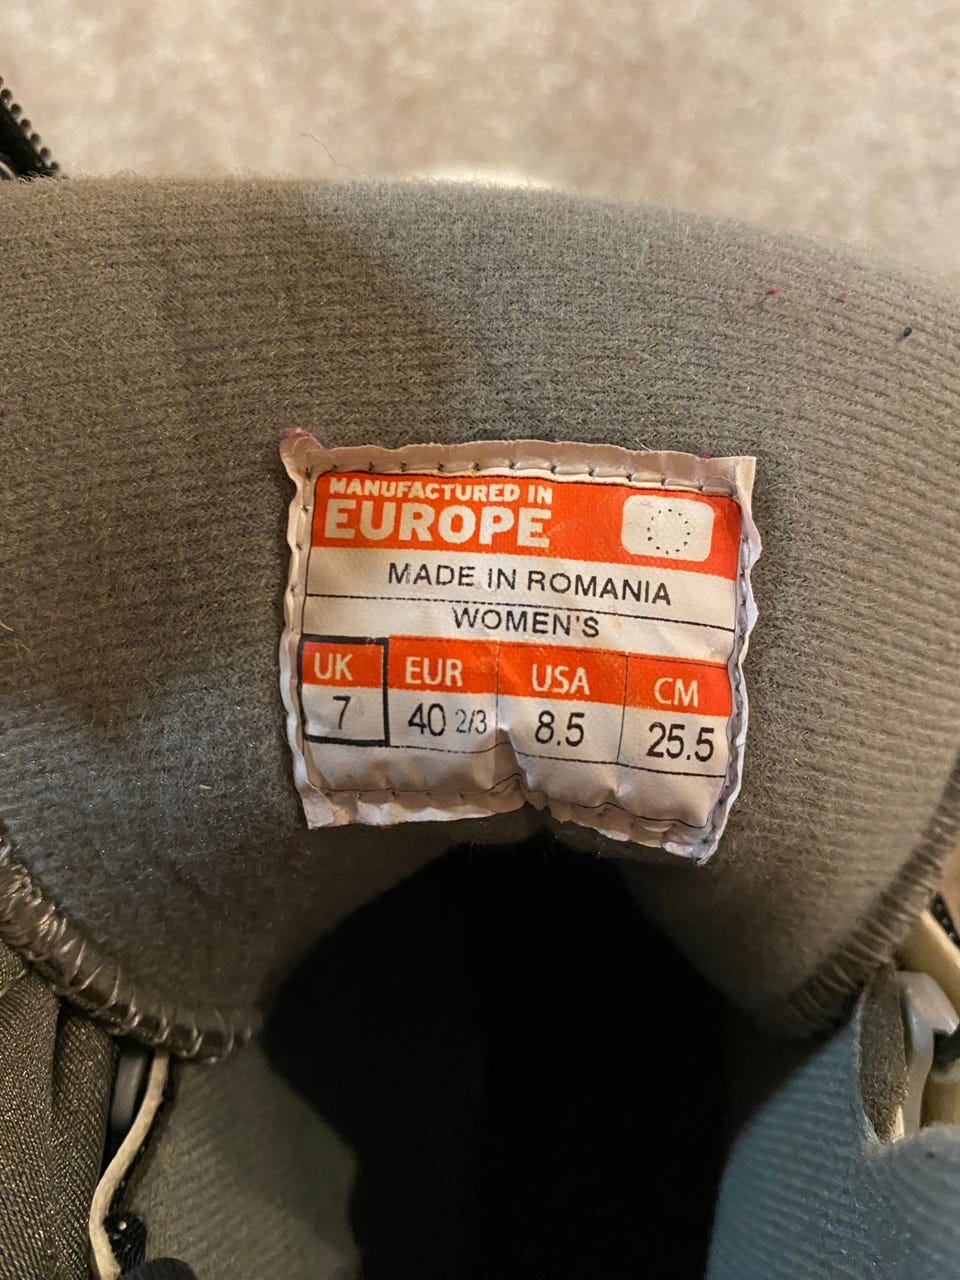 MANUFACTURED IN
EUROPE
MADE IN ROMANIA
WOMEN'S
UK EUR USA CM
7 40 2/3 8.5 25.5